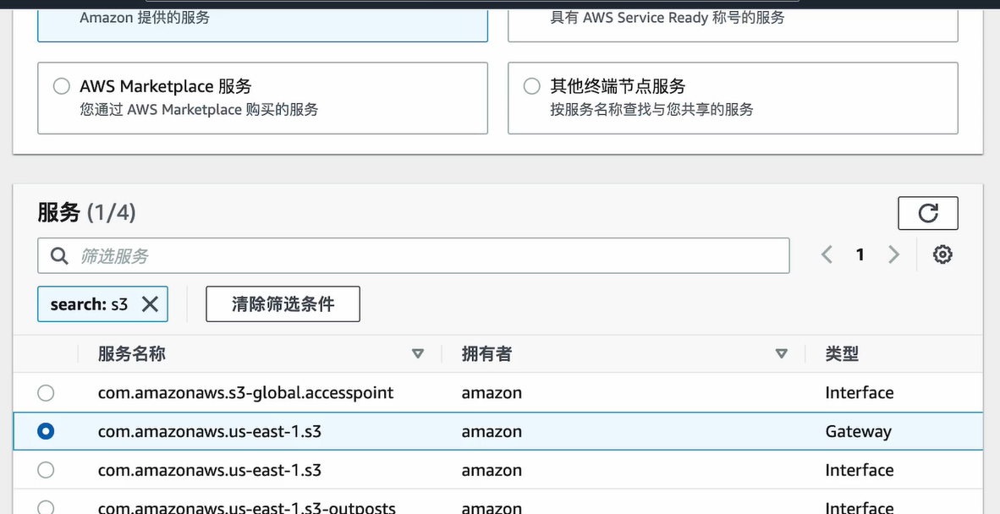 Amazon 提供的服务
具有 AWS Service Ready 称号的服务
AWS Marketplace 服务
您通过 AWS Marketplace 购买的服务
其他终端节点服务
按服务名称查找与您共享的服务
服务 (1/4)
筛选服务
1
search: s3
清除筛选条件
服务名称 拥有者 类型
com.amazonaws.s3-global.accesspoint amazon Interface
com.amazonaws.us-east-1.s3 amazon Gateway
com.amazonaws.us-east-1.s3 amazon Interface
com.amazonaws.us-east-1.s3-outposts amazon Interface